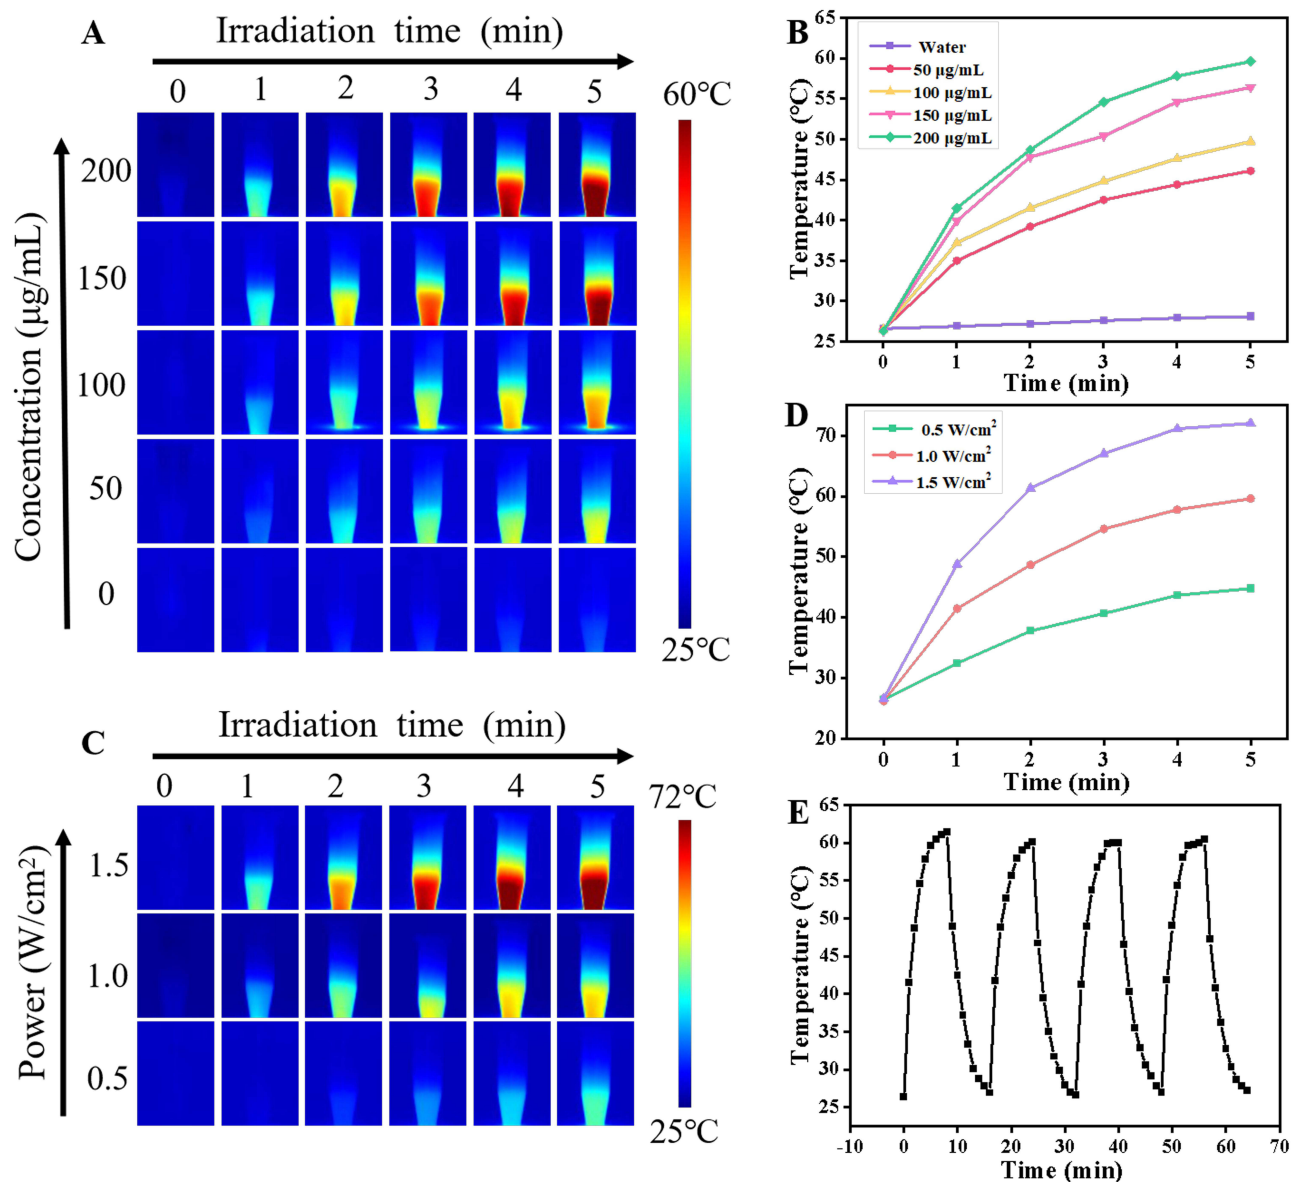 A
Irradiation time (min)
0 1 2 3 4 5
Concentration (μg/mL)
200
150
100
50
0
60℃
25℃
B
Water
50 μg/mL
100 μg/mL
150 μg/mL
200 μg/mL
Temperature (℃)
65
60
55
50
45
40
35
30
25
0 1 2 3 4 5
Time (min)
C
Irradiation time (min)
0 1 2 3 4 5
Power (W/cm²)
1.5
1.0
0.5
72℃
25℃
D
0.5 W/cm²
1.0 W/cm²
1.5 W/cm²
Temperature (℃)
70
60
50
40
30
20
0 1 2 3 4 5
Time (min)
E
Temperature (℃)
65
60
55
50
45
40
35
30
25
-10 0 10 20 30 40 50 60 70
Time (min)